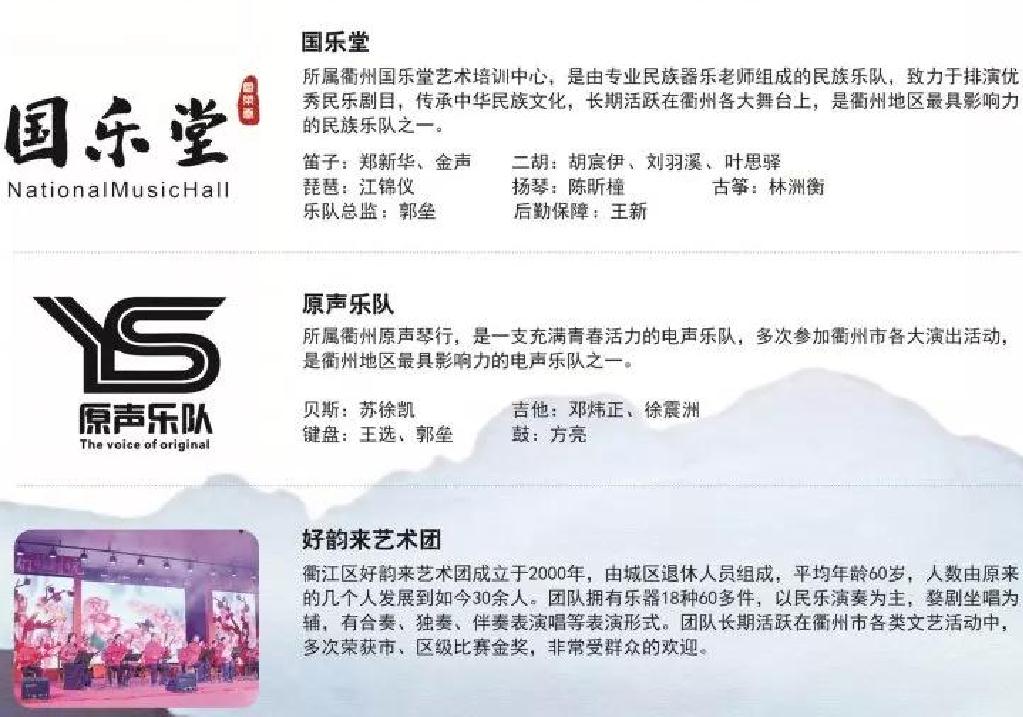 国乐堂
所属衢州国乐堂艺术培训中心，是由专业民族器乐老师组成的民族乐队，致力于排演优
秀民乐剧目，传承中华民族文化，长期活跃在衢州各大舞台上，是衢州地区最具影响力
的民族乐队之一。
笛子：郑新华、金声 二胡：胡宸伊、刘羽溪、叶思驿
琵琶：江锦仪 扬琴：陈昕橦 古筝：林洲衡
乐队总监：郭垒 后勤保障：王新
国乐堂
NationalMusicHall
原声乐队
所属衢州原声琴行，是一支充满青春活力的电声乐队，多次参加衢州市各大演出活动，
是衢州地区最具影响力的电声乐队之一。
贝斯：苏徐凯 吉他：邓炜正、徐震洲
键盘：王选、郭垒 鼓：方亮
YS
原声乐队
The voice of original
好韵来艺术团
衢江区好韵来艺术团成立于2000年，由城区退休人员组成，平均年龄60岁，人数由原来
的几个人发展到如今30余人。团队拥有乐器18种60多件，以民乐演奏为主，婺剧坐唱为
辅，有合奏、独奏、伴奏表演唱等表演形式。团队长期活跃在衢州市各类文艺活动中，
多次荣获市、区级比赛金奖，非常受群众的欢迎。